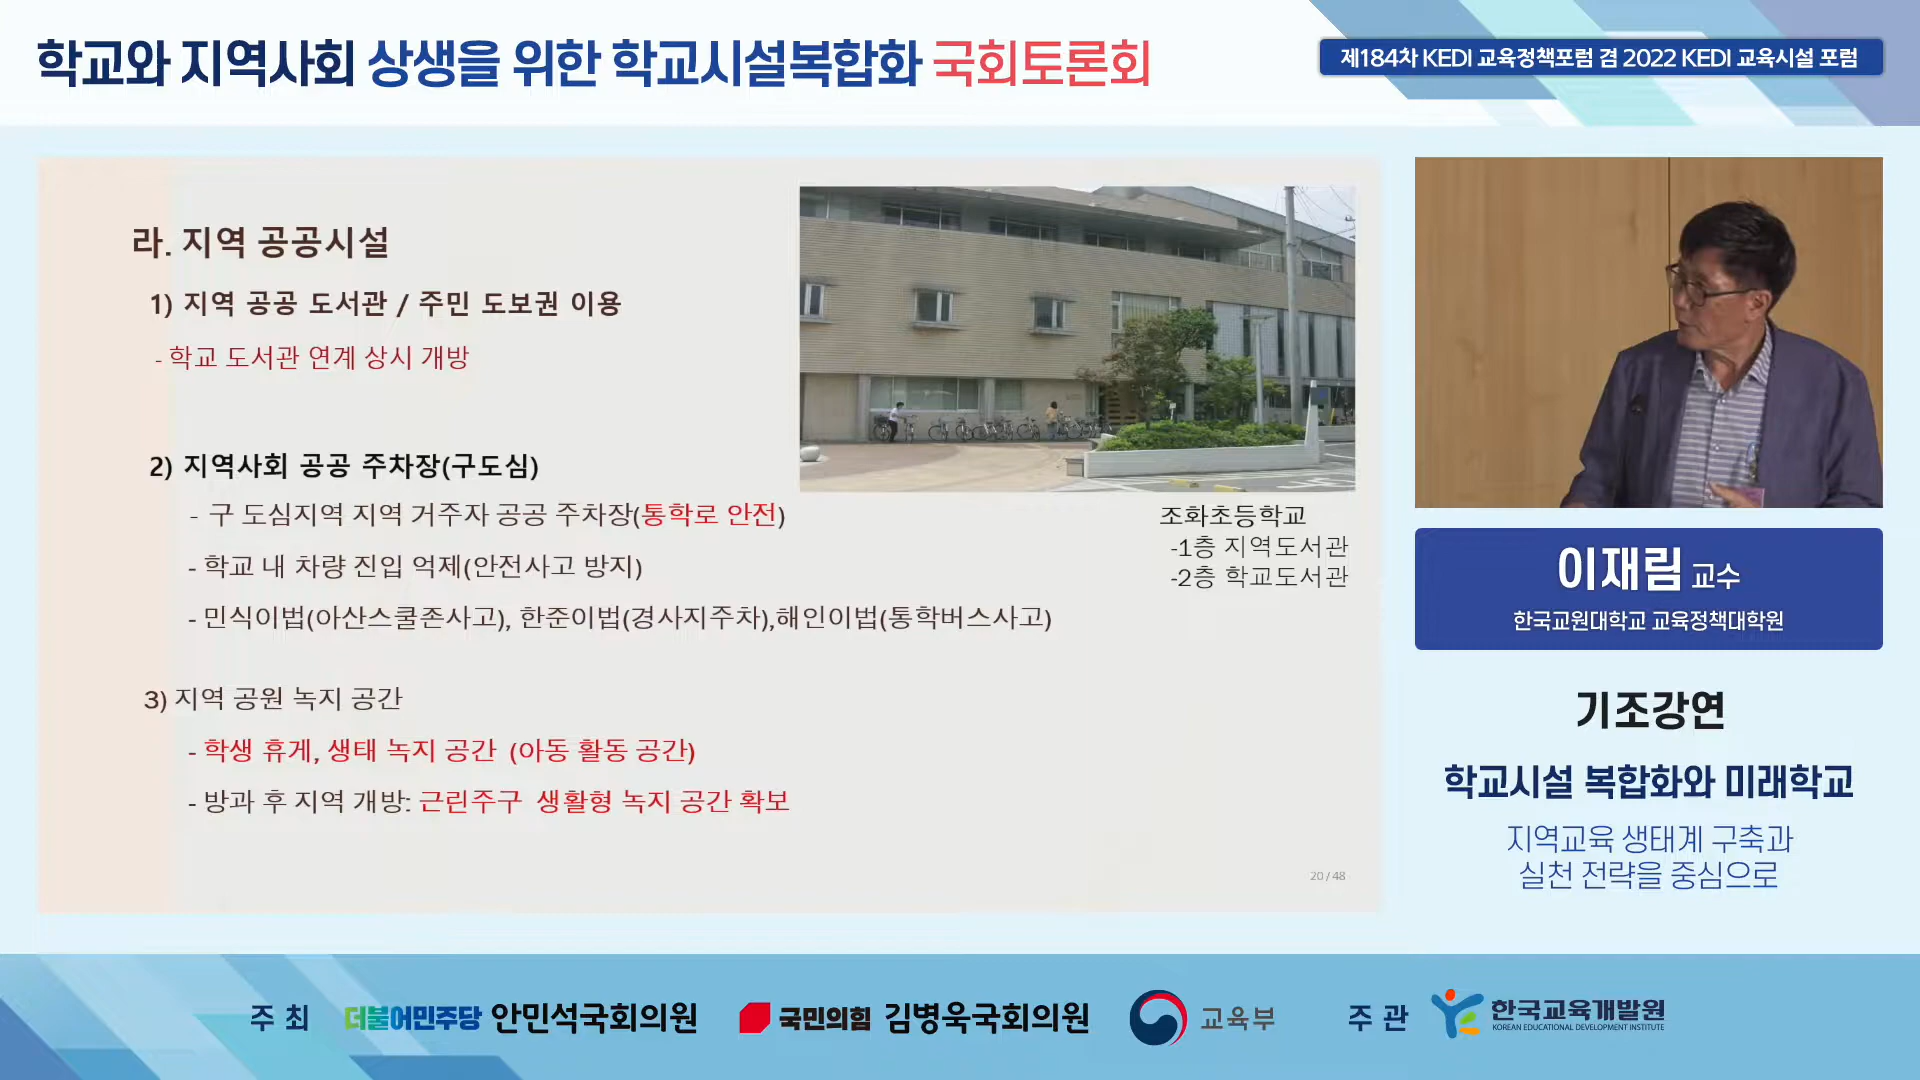 학교와 지역사회 상생을 위한 학교시설복합화 국회토론회
제184차 KEDI 교육정책포럼 겸 2022 KEDI 교육시설 포럼
라. 지역 공공시설
1) 지역 공공 도서관 / 주민 도보권 이용
- 학교 도서관 연계 상시 개방
2) 지역사회 공공 주차장(구도심)
- 구 도심지역 지역 거주자 공공 주차장(통학로 안전)
- 학교 내 차량 진입 억제(안전사고 방지)
- 민식이법(아산스쿨존사고), 한준이법(경사지주차),해인이법(통학버스사고)
3) 지역 공원 녹지 공간
- 학생 휴게, 생태 녹지 공간 (아동 활동 공간)
- 방과 후 지역 개방: 근린주구 생활형 녹지 공간 확보
조화초등학교
-1층 지역도서관
-2층 학교도서관
20 / 48
이재림 교수
한국교원대학교 교육정책대학원
기조강연
학교시설 복합화와 미래학교
지역교육 생태계 구축과
실천 전략을 중심으로
주 최 더불어민주당 안민석국회의원 국민의힘 김병욱국회의원 교육부 주 관 한국교육개발원
KOREAN EDUCATIONAL DEVELOPMENT INSTITUTE